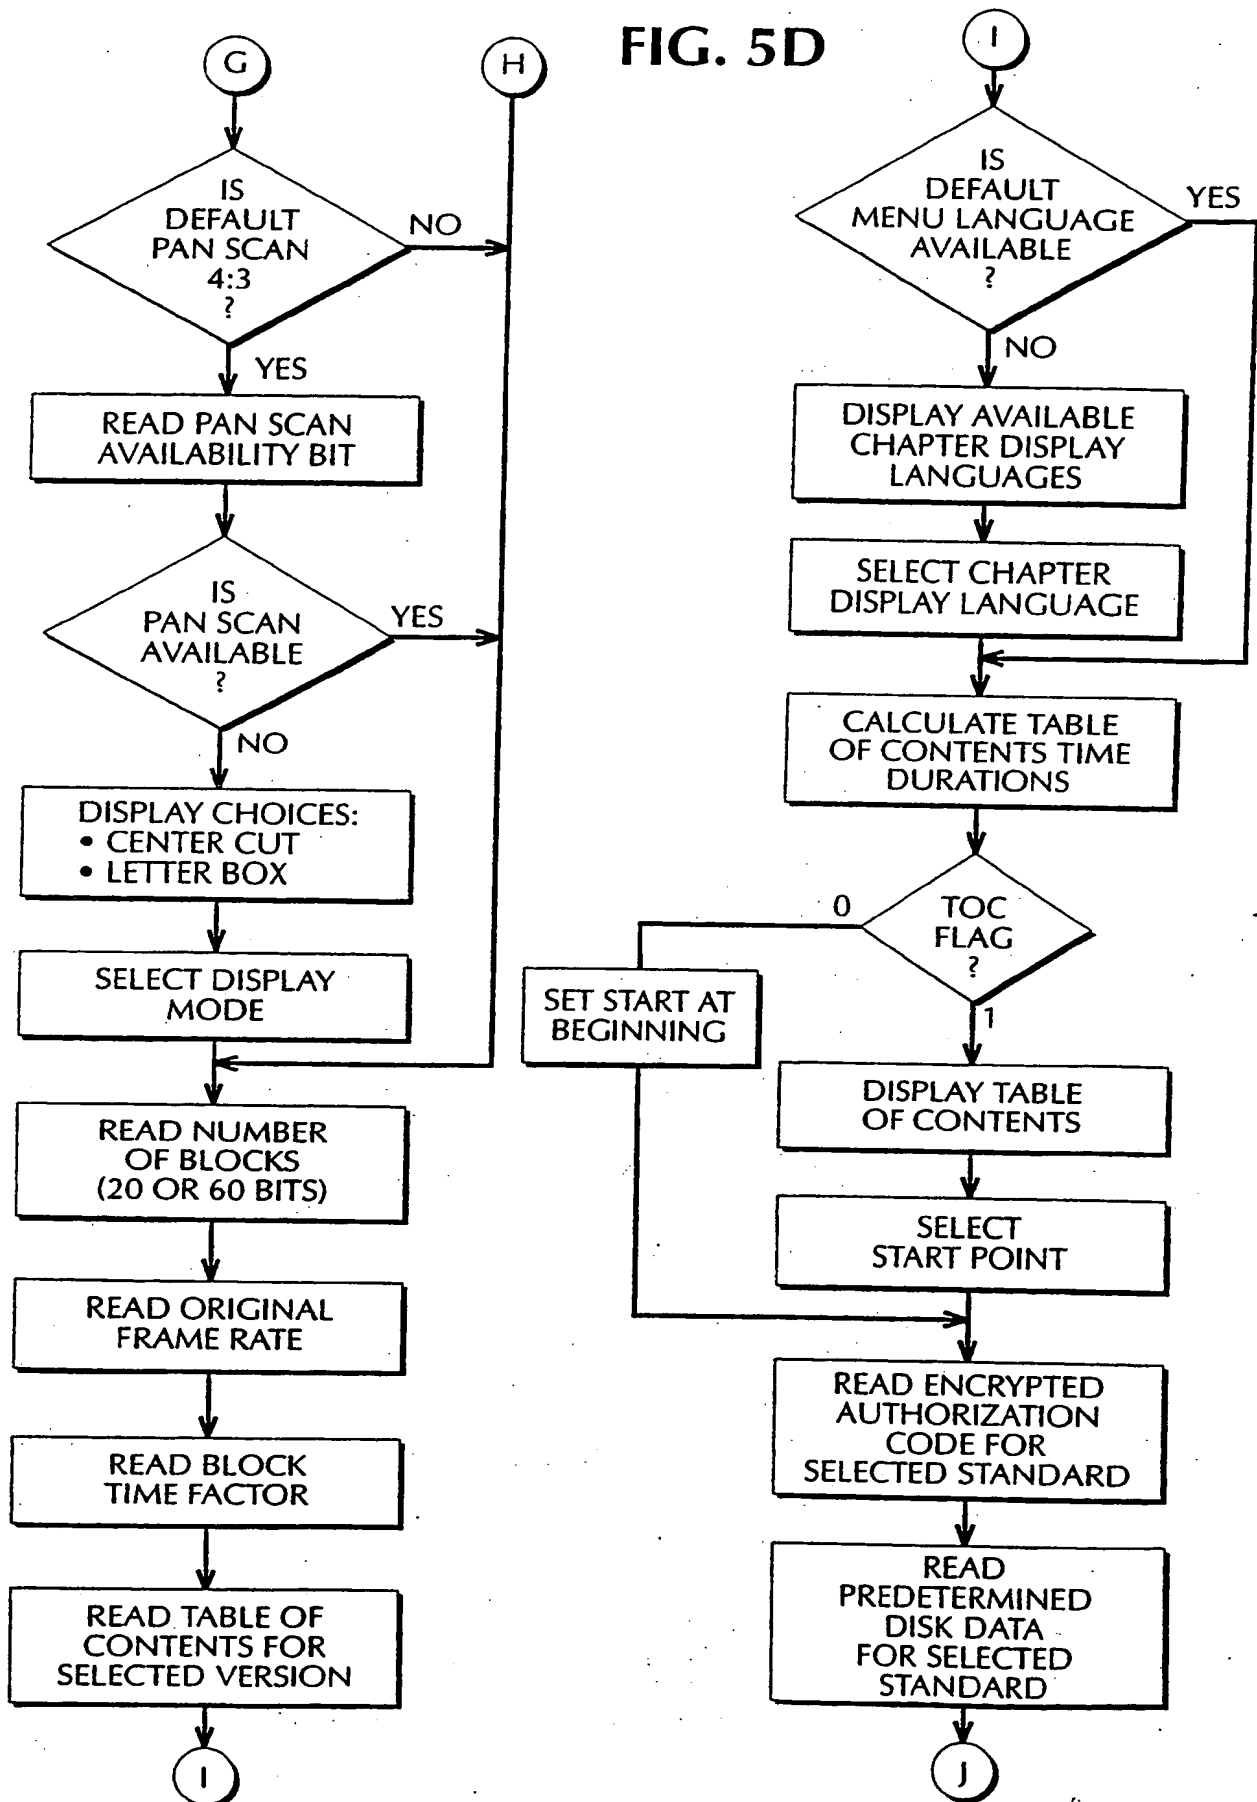 FIG. 5D
G
H
IS
DEFAULT
PAN SCAN
4:3
?
NO
YES
READ PAN SCAN
AVAILABILITY BIT
IS
PAN SCAN
AVAILABLE
?
YES
NO
DISPLAY CHOICES:
• CENTER CUT
• LETTER BOX
SELECT DISPLAY
MODE
READ NUMBER
OF BLOCKS
(20 OR 60 BITS)
READ ORIGINAL
FRAME RATE
READ BLOCK
TIME FACTOR
READ TABLE OF
CONTENTS FOR
SELECTED VERSION
I
I
IS
DEFAULT
MENU LANGUAGE
AVAILABLE
?
YES
NO
DISPLAY AVAILABLE
CHAPTER DISPLAY
LANGUAGES
SELECT CHAPTER
DISPLAY LANGUAGE
CALCULATE TABLE
OF CONTENTS TIME
DURATIONS
TOC
FLAG
?
0
1
SET START AT
BEGINNING
DISPLAY TABLE
OF CONTENTS
SELECT
START POINT
READ ENCRYPTED
AUTHORIZATION
CODE FOR
SELECTED STANDARD
READ
PREDETERMINED
DISK DATA
FOR SELECTED
STANDARD
J